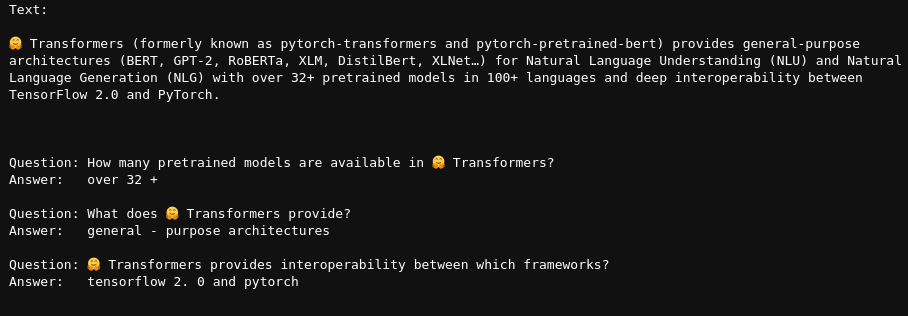 Text:
🤗 Transformers (formerly known as pytorch-transformers and pytorch-pretrained-bert) provides general-purpose
architectures (BERT, GPT-2, RoBERTa, XLM, DistilBert, XLNet…) for Natural Language Understanding (NLU) and Natural
Language Generation (NLG) with over 32+ pretrained models in 100+ languages and deep interoperability between
TensorFlow 2.0 and PyTorch.
Question: How many pretrained models are available in 🤗 Transformers?
Answer:   over 32 +
Question: What does 🤗 Transformers provide?
Answer:   general - purpose architectures
Question: 🤗 Transformers provides interoperability between which frameworks?
Answer:   tensorflow 2. 0 and pytorch